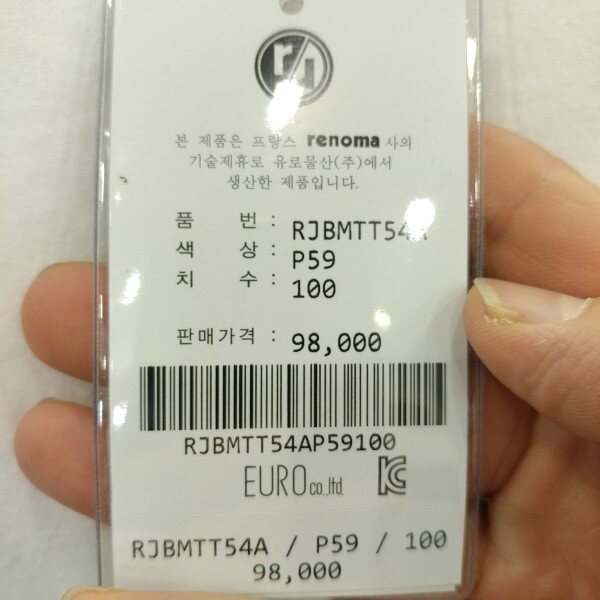 본 제품은 프랑스 renoma 사의
기술제휴로 유로물산(주)에서
생산한 제품입니다.
품 번 : RJBMTT54A
색 상 : P59
치 수 : 100
판매가격 : 98,000
RJBMTT54AP59100
EURO co.,ltd.
RJBMTT54A / P59 / 100
98,000